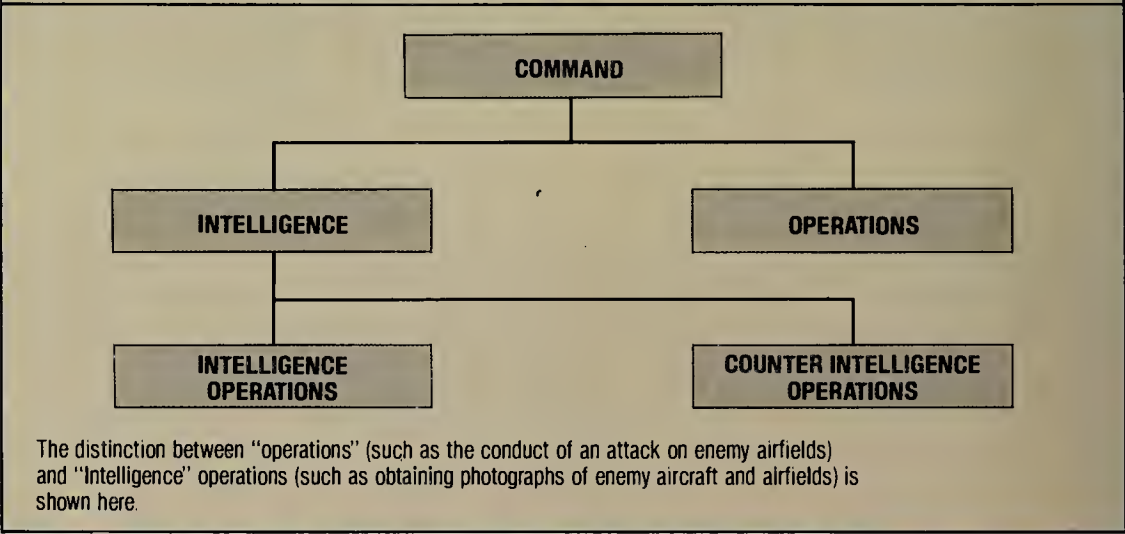 COMMAND
INTELLIGENCE
OPERATIONS
INTELLIGENCE
OPERATIONS
COUNTER INTELLIGENCE
OPERATIONS
The distinction between "operations" (such as the conduct of an attack on enemy airfields)
and "Intelligence" operations (such as obtaining photographs of enemy aircraft and airfields) is
shown here.